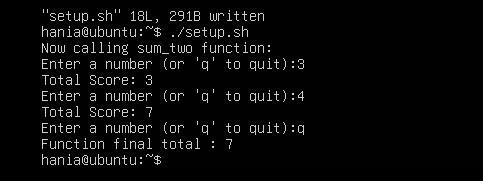 "setup.sh" 18L, 291B written
hania@ubuntu:~$ ./setup.sh
Now calling sum_two function:
Enter a number (or 'q' to quit):3
Total Score: 3
Enter a number (or 'q' to quit):4
Total Score: 7
Enter a number (or 'q' to quit):q
Function final total : 7
hania@ubuntu:~$